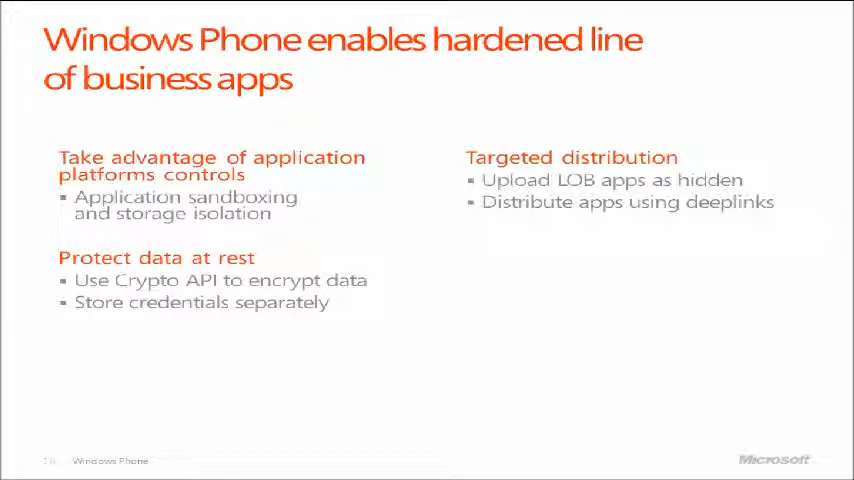 Windows Phone enables hardened line
of business apps
Take advantage of application
platforms controls
▪ Application sandboxing
and storage isolation
Protect data at rest
▪ Use Crypto API to encrypt data
▪ Store credentials separately
Targeted distribution
▪ Upload LOB apps as hidden
▪ Distribute apps using deeplinks
Windows Phone
Microsoft